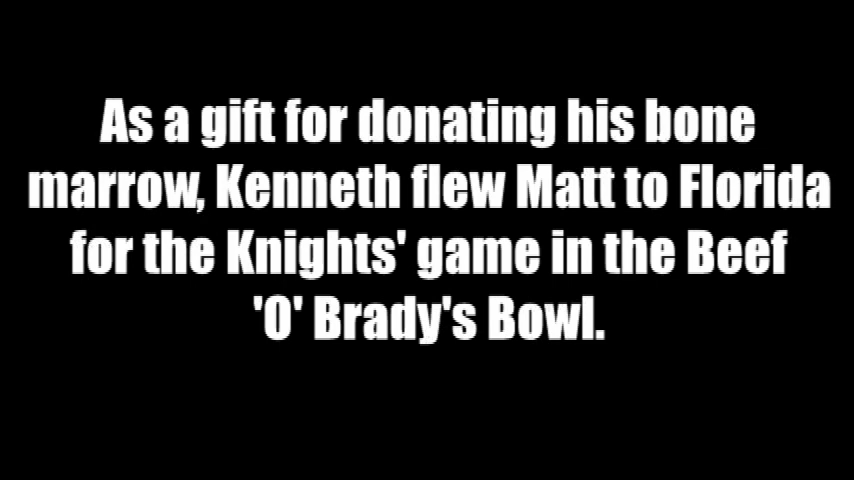 As a gift for donating his bone
marrow, Kenneth flew Matt to Florida
for the Knights' game in the Beef
'O' Brady's Bowl.